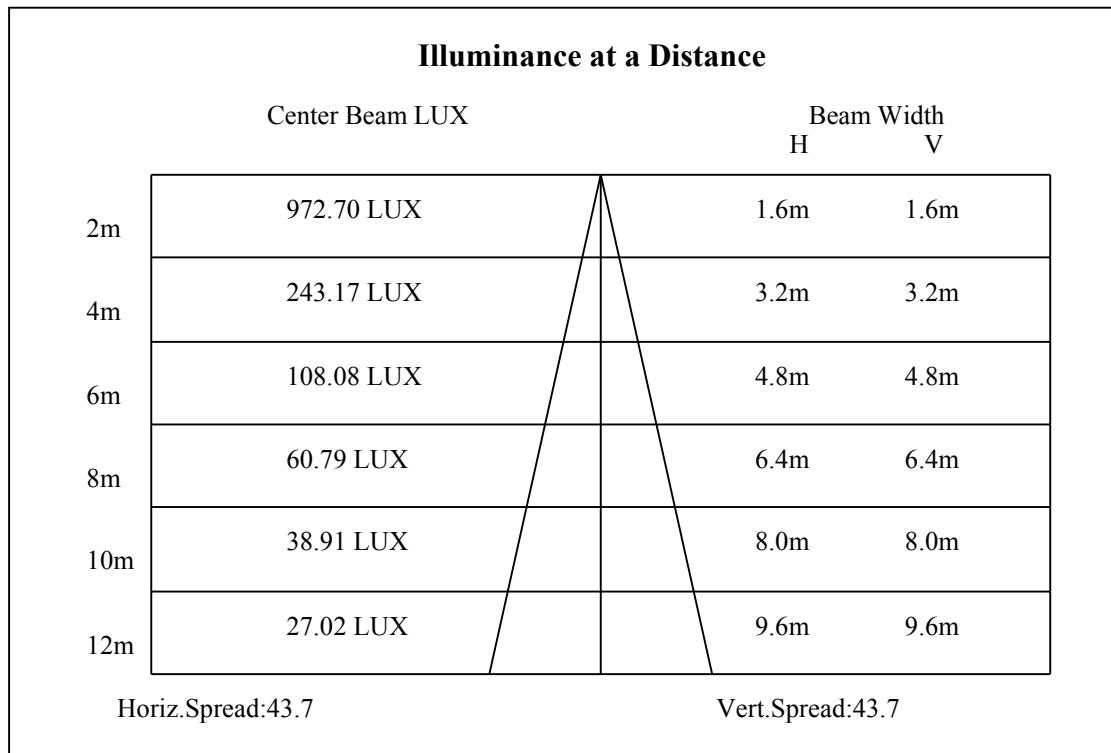 Illuminance at a Distance
Center Beam LUX Beam Width
H V
2m 972.70 LUX 1.6m 1.6m
4m 243.17 LUX 3.2m 3.2m
6m 108.08 LUX 4.8m 4.8m
8m 60.79 LUX 6.4m 6.4m
10m 38.91 LUX 8.0m 8.0m
12m 27.02 LUX 9.6m 9.6m
Horiz.Spread:43.7 Vert.Spread:43.7